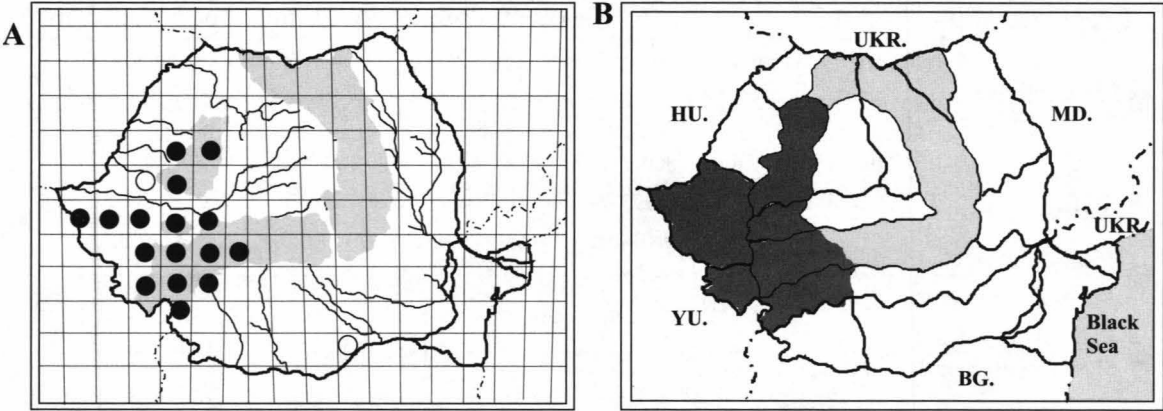 A
B
UKR.
HU.
MD.
UKR.
YU.
Black
Sea
BG.